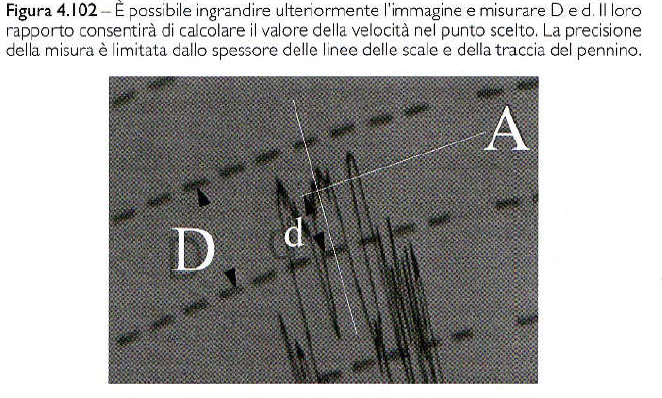 Figura 4.102 – È possibile ingrandire ulteriormente l'immagine e misurare D e d. Il loro
rapporto consentirà di calcolare il valore della velocità nel punto scelto. La precisione
della misura è limitata dallo spessore delle linee delle scale e della traccia del pennino.
A
d
D